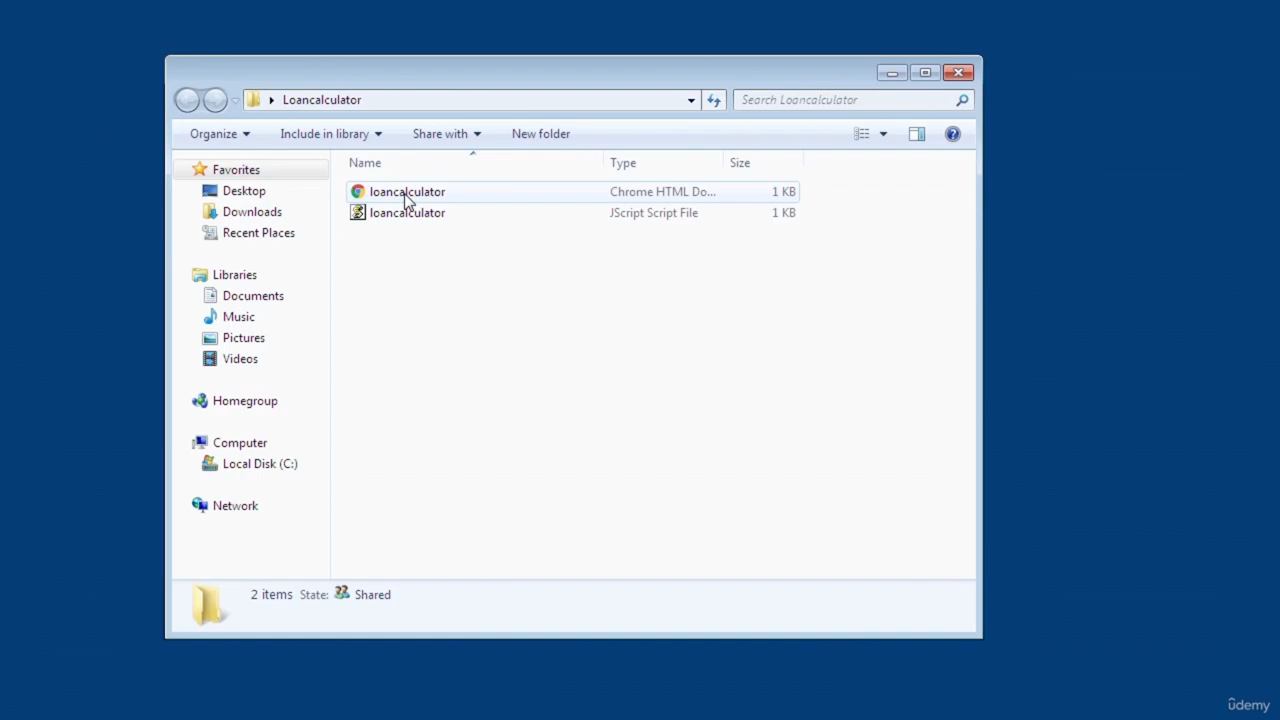 Loancalculator
Search Loancalculator
Organize Include in library Share with New folder
Name Type Size
Favorites
loancalculator Chrome HTML Do... 1 KB
Desktop
loancalculator JScript Script File 1 KB
Downloads
Recent Places
Libraries
Documents
Music
Pictures
Videos
Homegroup
Computer
Local Disk (C:)
Network
2 items State: Shared
ûdemy